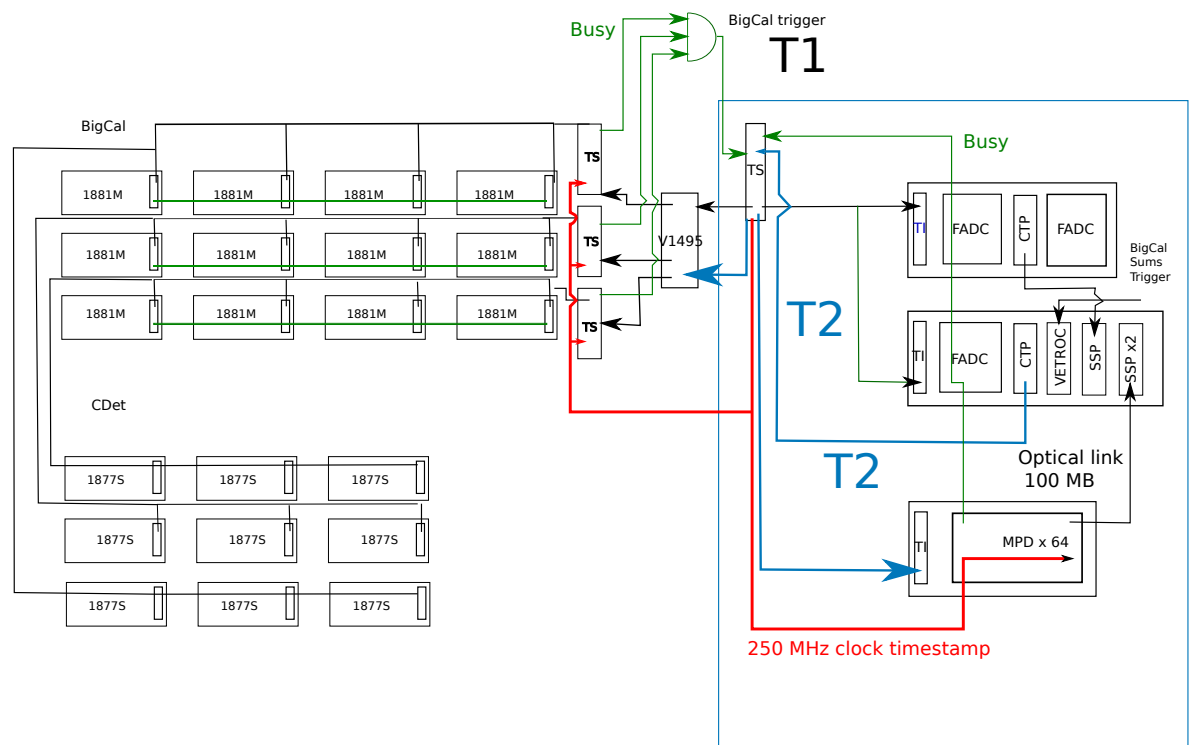 BigCal trigger
Busy
T1
BigCal
TS
TS
Busy
1881M
1881M
1881M
1881M
TI
FADC
CTP
FADC
TS
V1495
1881M
1881M
1881M
1881M
BigCal
Sums
Trigger
1881M
1881M
1881M
1881M
TS
T2
TI
FADC
CTP
VETROC
SSP
SSP x2
CDet
T2
Optical link
100 MB
1877S
1877S
1877S
1877S
1877S
1877S
TI
MPD x 64
1877S
1877S
1877S
250 MHz clock timestamp